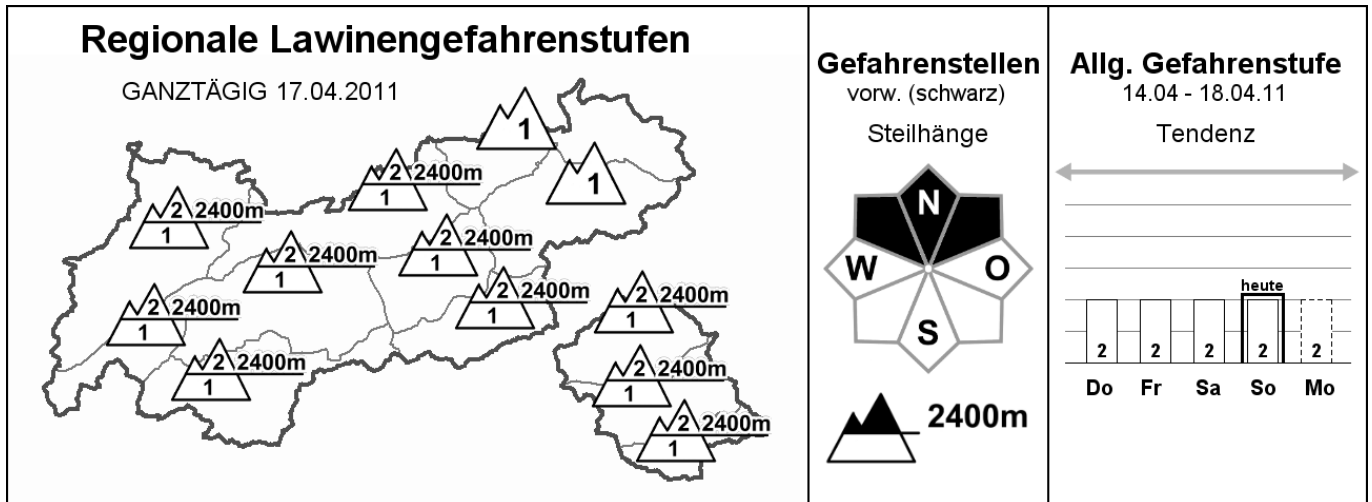 Regionale Lawinengefahrenstufen
GANZTÄGIG 17.04.2011
1
1
2 2400m
1
2 2400m
1
2 2400m
1
2 2400m
1
2 2400m
1
2 2400m
1
2 2400m
1
2 2400m
1
2 2400m
1
2 2400m
1
Gefahrenstellen
vorw. (schwarz)
Steilhänge
N
W O
S
2400m
Allg. Gefahrenstufe
14.04 - 18.04.11
Tendenz
heute
2 2 2 2 2
Do Fr Sa So Mo